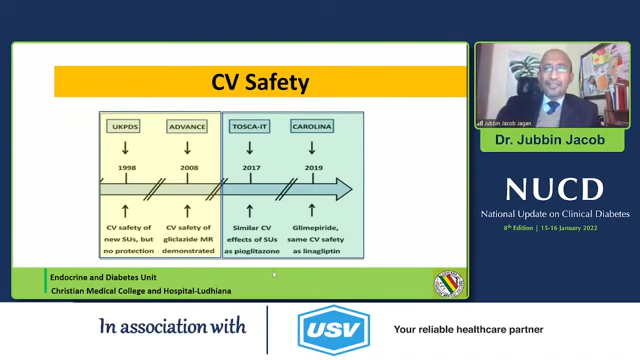 CV Safety
UKPDS
ADVANCE
TOSCA-IT
CAROLINA
1998
2008
2017
2019
CV safety of
new SUs, but
no protection
CV safety of
gliclazide MR
demonstrated
Similar CV
effects of SUs
as pioglitazone
Glimepiride,
same CV safety
as linagliptin
Endocrine and Diabetes Unit
Christian Medical College and Hospital-Ludhiana
Jubbin Jacob Jagan
Dr. Jubbin Jacob
NUCD
National Update on Clinical Diabetes
8th Edition | 15-16 January 2022
In association with
USV
Your reliable healthcare partner